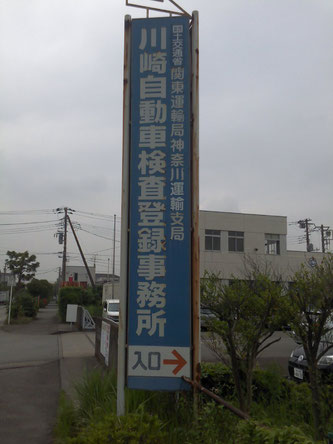 国土交通省 関東運輸局神奈川運輸支局
川崎自動車検査登録事務所
入口→